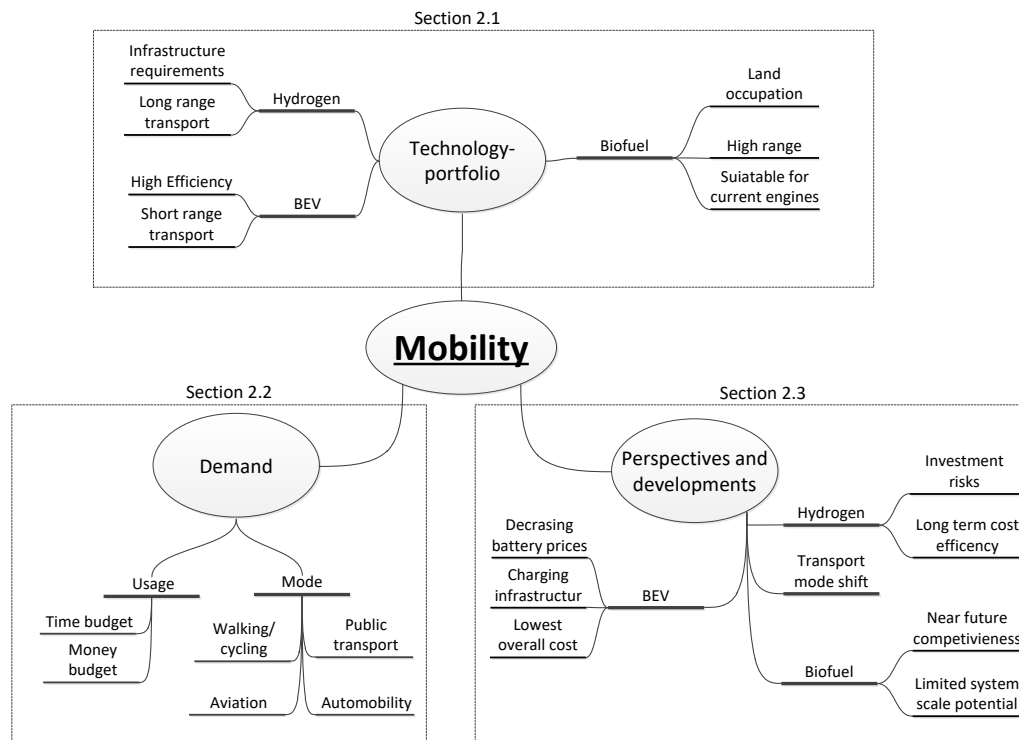 Section 2.1
Infrastructure
requirements
Hydrogen
Long range
transport
High Efficiency
BEV
Short range
transport
Technology-
portfolio
Biofuel
Land
occupation
High range
Suiatable for
current engines
Mobility
Section 2.2
Demand
Usage
Time budget
Money
budget
Mode
Walking/
cycling
Public
transport
Aviation
Automobility
Section 2.3
Perspectives and
developments
Decrasing
battery prices
Charging
infrastructur
Lowest
overall cost
BEV
Hydrogen
Investment
risks
Long term cost
efficency
Transport
mode shift
Biofuel
Near future
competiveness
Limited system
scale potential